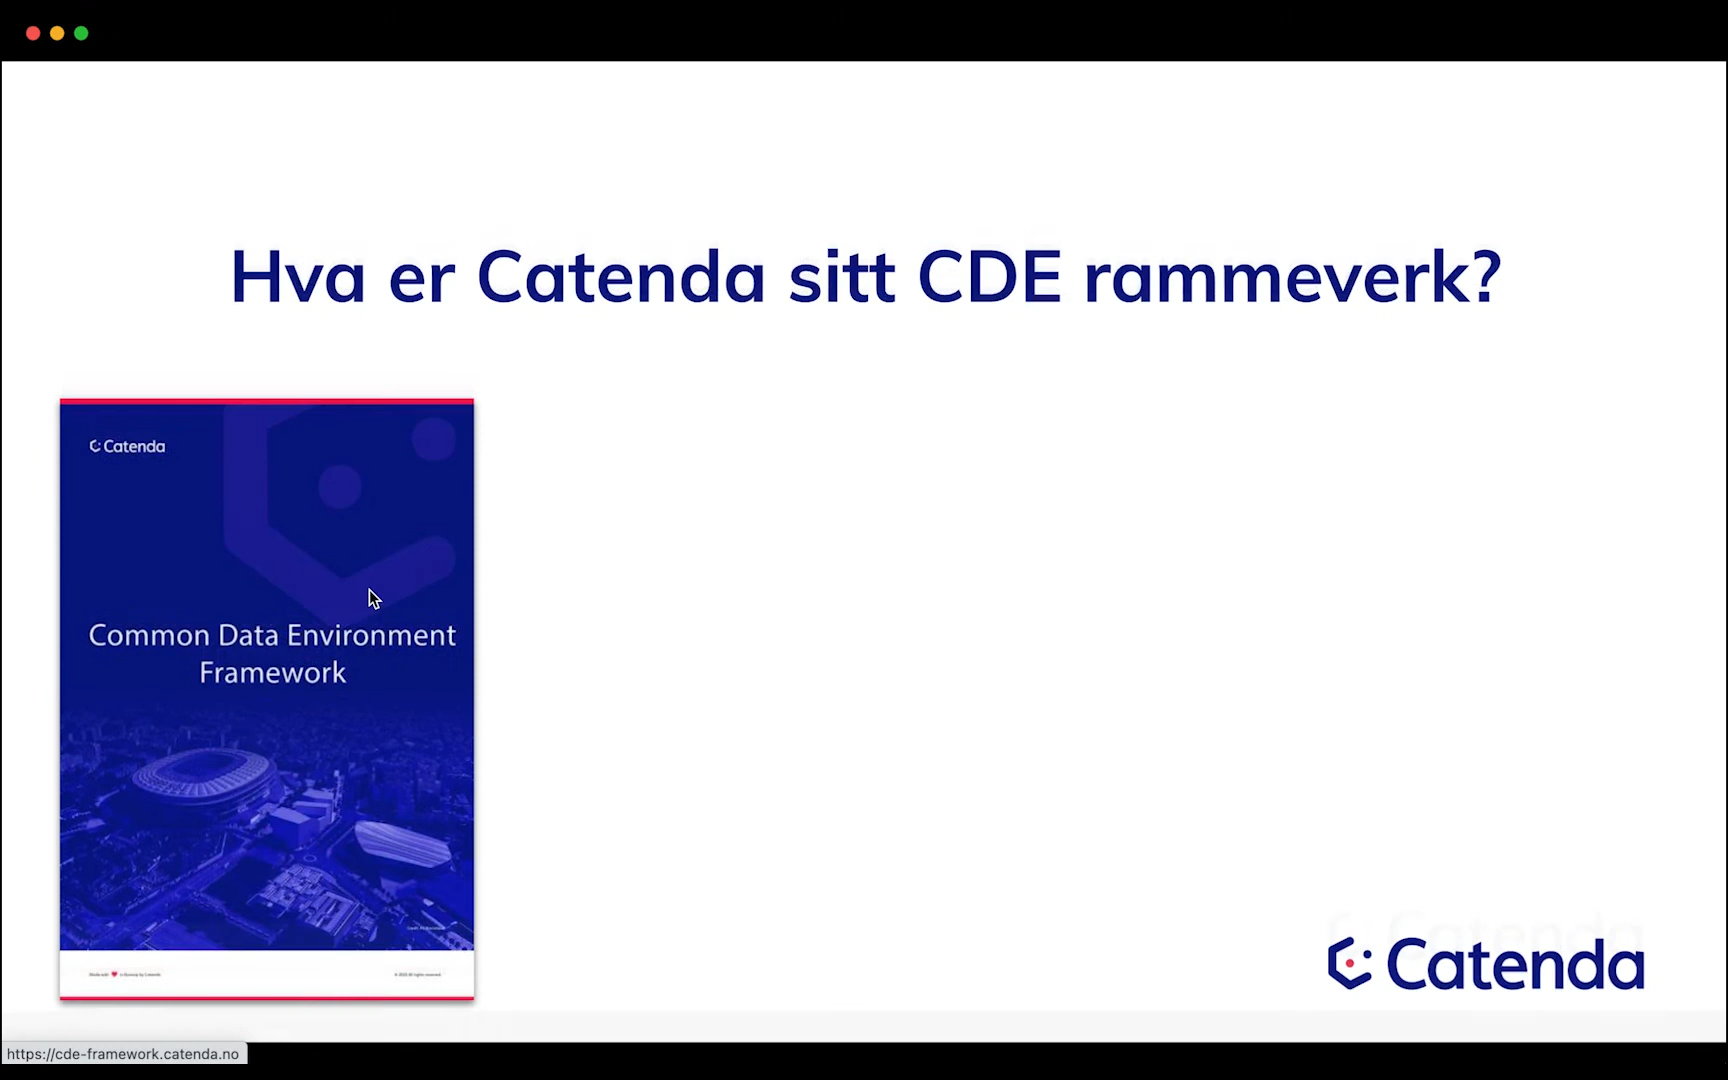 Hva er Catenda sitt CDE rammeverk?
Catenda
Common Data Environment
Framework
Catenda
https://cde-framework.catenda.no